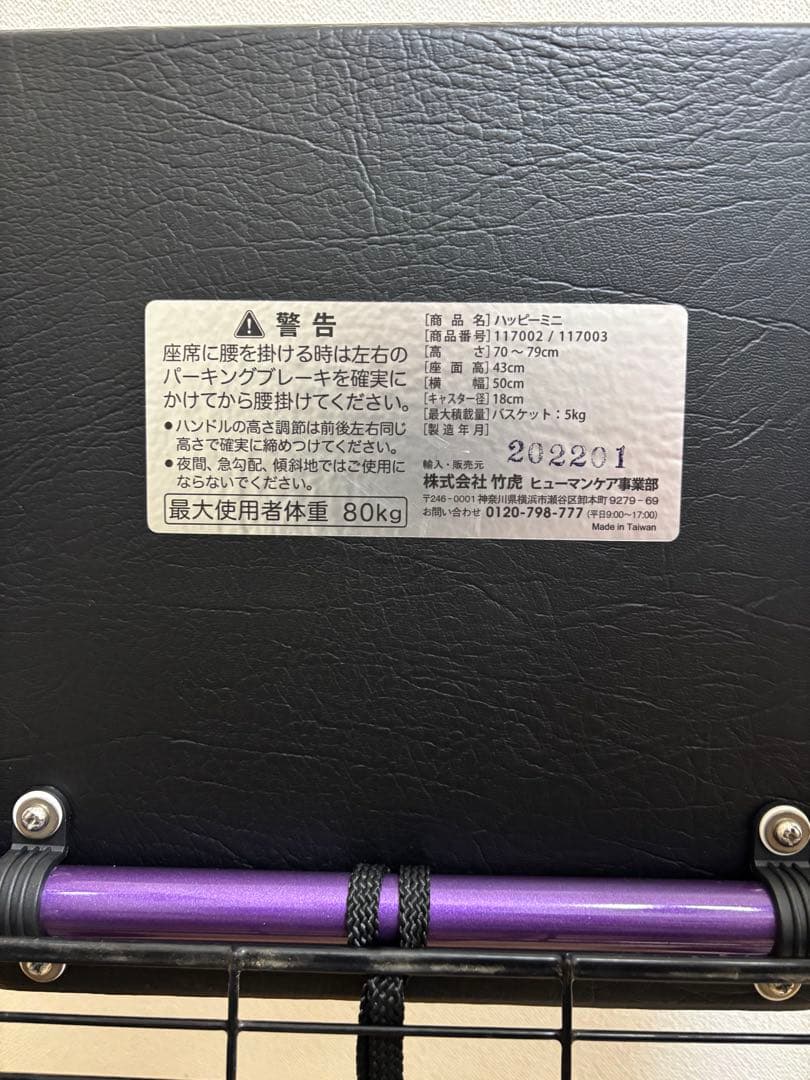 警告
座席に腰を掛ける時は左右の
パーキングブレーキを確実に
かけてから腰掛けてください。
●ハンドルの高さ調節は前後左右同じ
高さで確実に締めつけてください。
●夜間、急勾配、傾斜地ではご使用に
ならないでください。
最大使用者体重 80kg
[商品名]ハッピーミニ
[商品番号]117002 / 117003
[高さ]70～79cm
[座面高]43cm
[横幅]50cm
[キャスター径]18cm
[最大積載量]バスケット：5kg
[製造年月]
202201
輸入・販売元
株式会社 竹虎 ヒューマンケア事業部
〒246-0001 神奈川県横浜市瀬谷区卸本町 9279-69
お問い合わせ 0120-798-777 (平日9:00～17:00)
Made in Taiwan